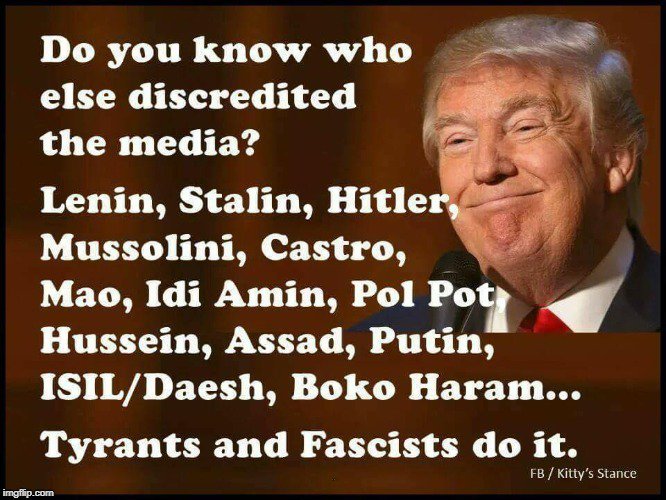 Do you know who
else discredited
the media?
Lenin, Stalin, Hitler,
Mussolini, Castro,
Mao, Idi Amin, Pol Pot,
Hussein, Assad, Putin,
ISIL/Daesh, Boko Haram...
Tyrants and Fascists do it.
FB / Kitty's Stance
imgflip.com